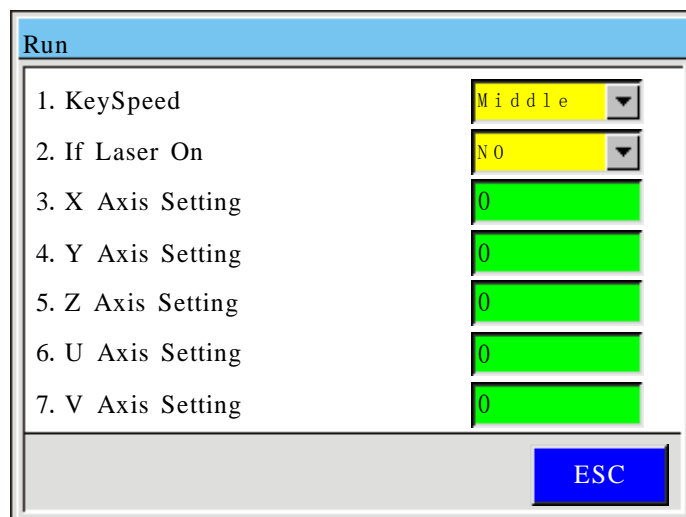 Run
1. KeySpeed Middle
2. If Laser On NO
3. X Axis Setting 0
4. Y Axis Setting 0
5. Z Axis Setting 0
6. U Axis Setting 0
7. V Axis Setting 0
ESC